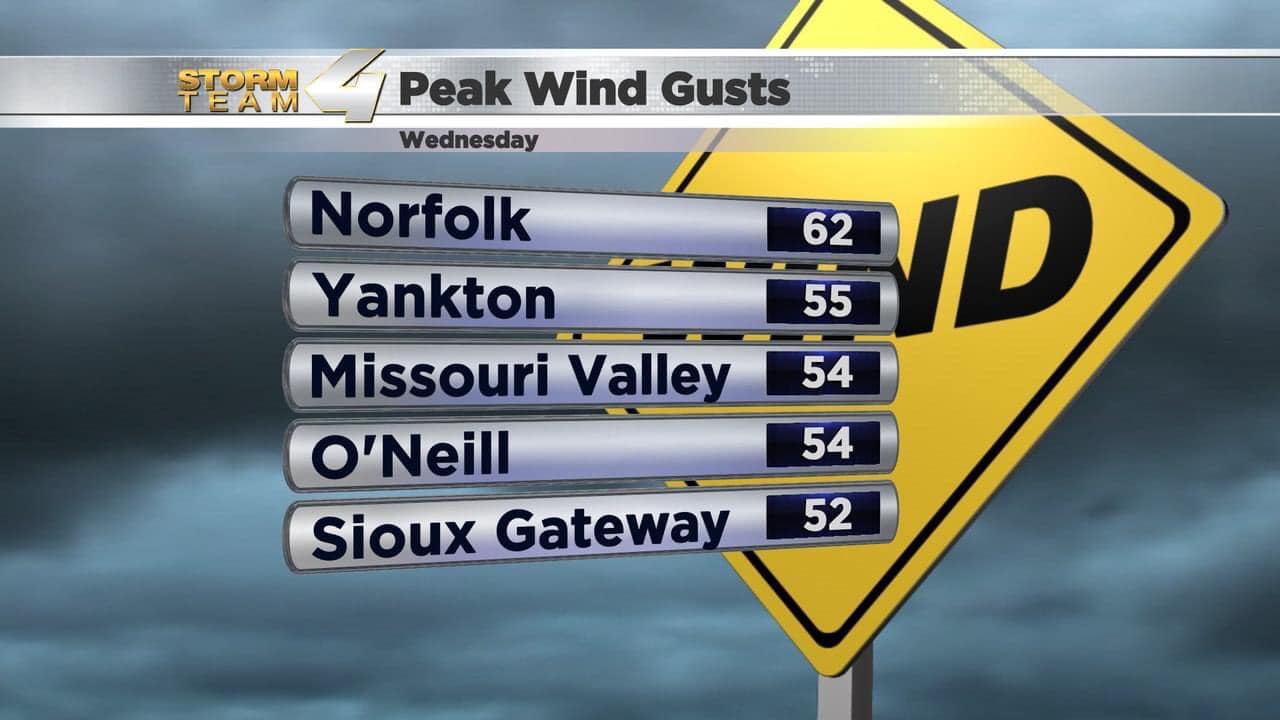 STORM
TEAM
4
Peak Wind Gusts
Wednesday
Norfolk 62
Yankton 55
Missouri Valley 54
O'Neill 54
Sioux Gateway 52
ND